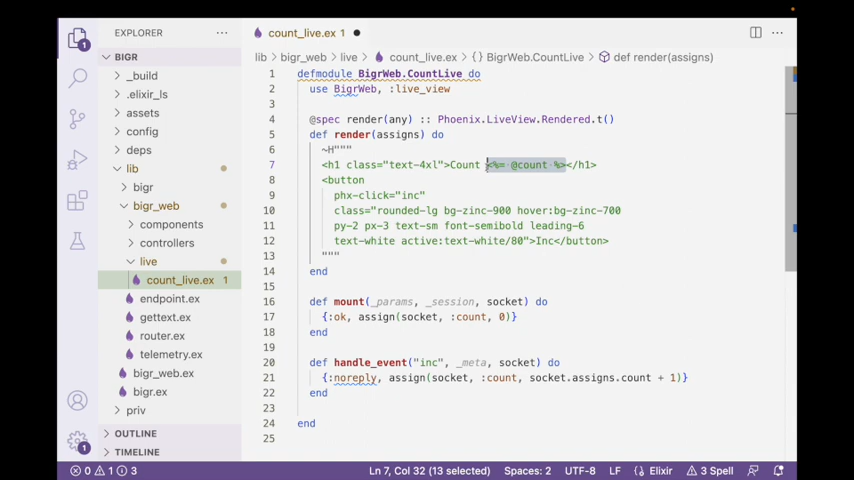 EXPLORER
count_live.ex 1
BIGR
lib > bigr_web > live > count_live.ex > {} BigrWeb.CountLive > def render(assigns)
_build
.elixir_ls
assets
config
deps
lib
bigr
bigr_web
components
controllers
live
count_live.ex 1
endpoint.ex
gettext.ex
router.ex
telemetry.ex
bigr_web.ex
bigr.ex
priv
OUTLINE
TIMELINE
1 defmodule BigrWeb.CountLive do
2 use BigrWeb, :live_view
3
4 @spec render(any) :: Phoenix.LiveView.Rendered.t()
5 def render(assigns) do
6 ~H"""
7 <h1 class="text-4xl">Count <%= @count %></h1>
8 <button
9 phx-click="inc"
10 class="rounded-lg bg-zinc-900 hover:bg-zinc-700
11 py-2 px-3 text-sm font-semibold leading-6
12 text-white active:text-white/80">Inc</button>
13 """
14 end
15
16 def mount(_params, _session, socket) do
17 {:ok, assign(socket, :count, 0)}
18 end
19
20 def handle_event("inc", _meta, socket) do
21 {:noreply, assign(socket, :count, socket.assigns.count + 1)}
22 end
23
24 end
25
1
1
0 1 3 Ln 7, Col 32 (13 selected) Spaces: 2 UTF-8 LF {} Elixir 3 Spell